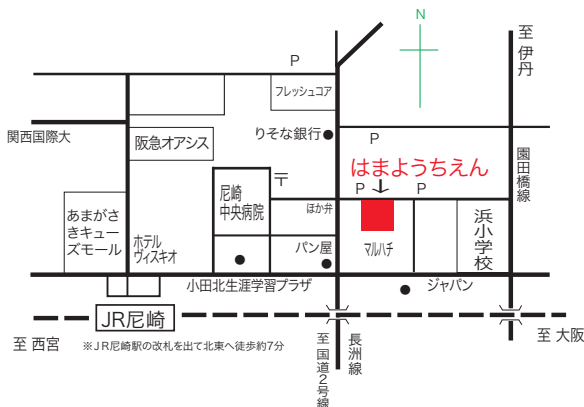 N
至 伊丹
P
フレッシュコア
関西国際大
阪急オアシス
りそな銀行
P
はまようちえん
園田橋線
〒
P
P
尼崎
中央病院
ほか弁
あまがさ
きキュー
ズモール
ホテル
ヴィスキオ
パン屋
マルハチ
浜小学校
小田北生涯学習プラザ
ジャパン
JR尼崎
至 西宮
※JR尼崎駅の改札を出て北東へ徒歩約7分
至国道2号線
長洲線
至 大阪